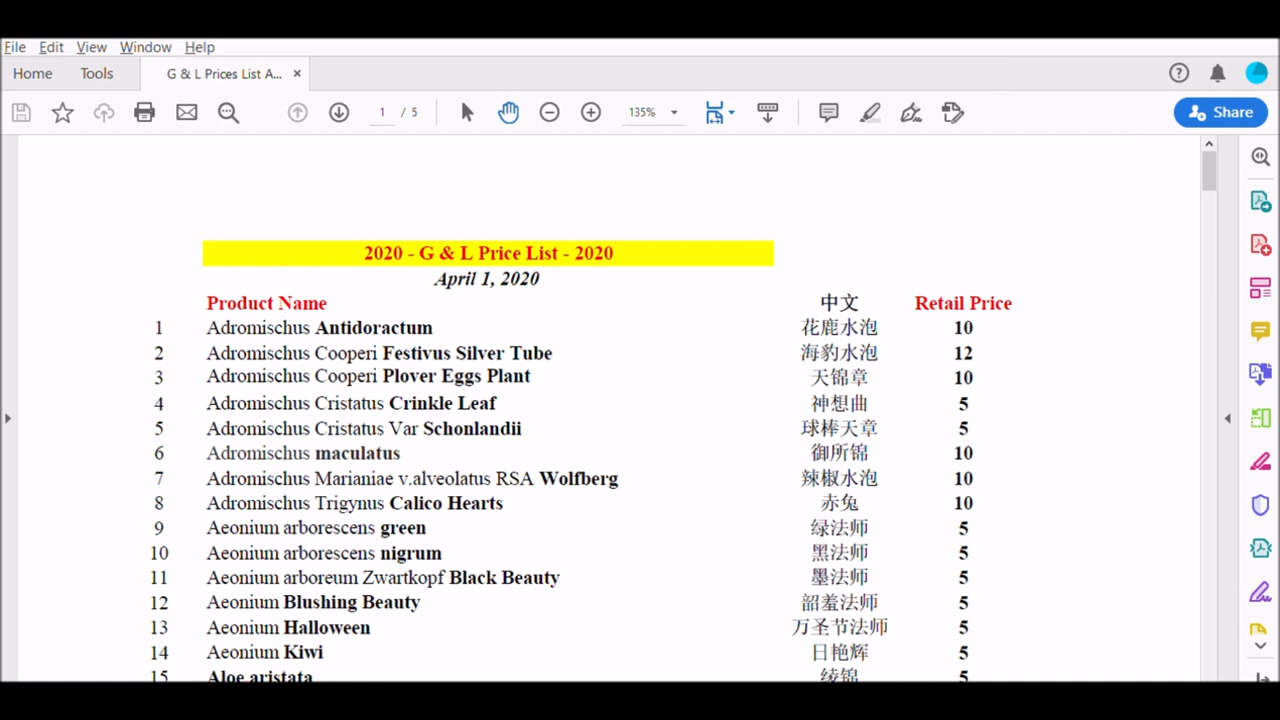 File Edit View Window Help
Home Tools G & L Prices List A... ×
1 / 5 135% Share
2020 - G & L Price List - 2020
April 1, 2020
Product Name 中文 Retail Price
1 Adromischus Antidoractum 花鹿水泡 10
2 Adromischus Cooperi Festivus Silver Tube 海豹水泡 12
3 Adromischus Cooperi Plover Eggs Plant 天锦章 10
4 Adromischus Cristatus Crinkle Leaf 神想曲 5
5 Adromischus Cristatus Var Schonlandii 球棒天章 5
6 Adromischus maculatus 御所锦 10
7 Adromischus Marianiae v.alveolatus RSA Wolfberg 辣椒水泡 10
8 Adromischus Trigynus Calico Hearts 赤兔 10
9 Aeonium arborescens green 绿法师 5
10 Aeonium arborescens nigrum 黑法师 5
11 Aeonium arboreum Zwartkopf Black Beauty 墨法师 5
12 Aeonium Blushing Beauty 韶羞法师 5
13 Aeonium Halloween 万圣节法师 5
14 Aeonium Kiwi 日艳辉 5
15 Aloe aristata 绫锦 5